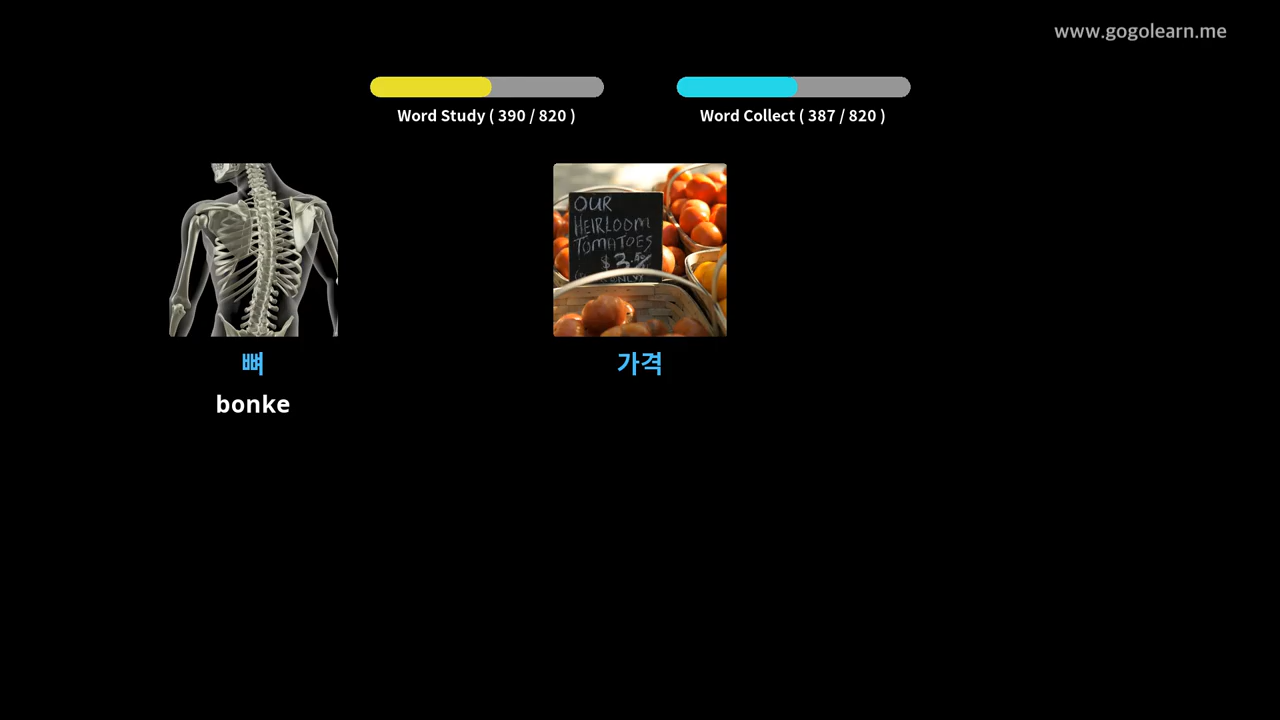 www.gogolearn.me
Word Study ( 390 / 820 )
Word Collect ( 387 / 820 )
OUR
HEIRLOOM
TOMATOES
뼈
가격
bonke